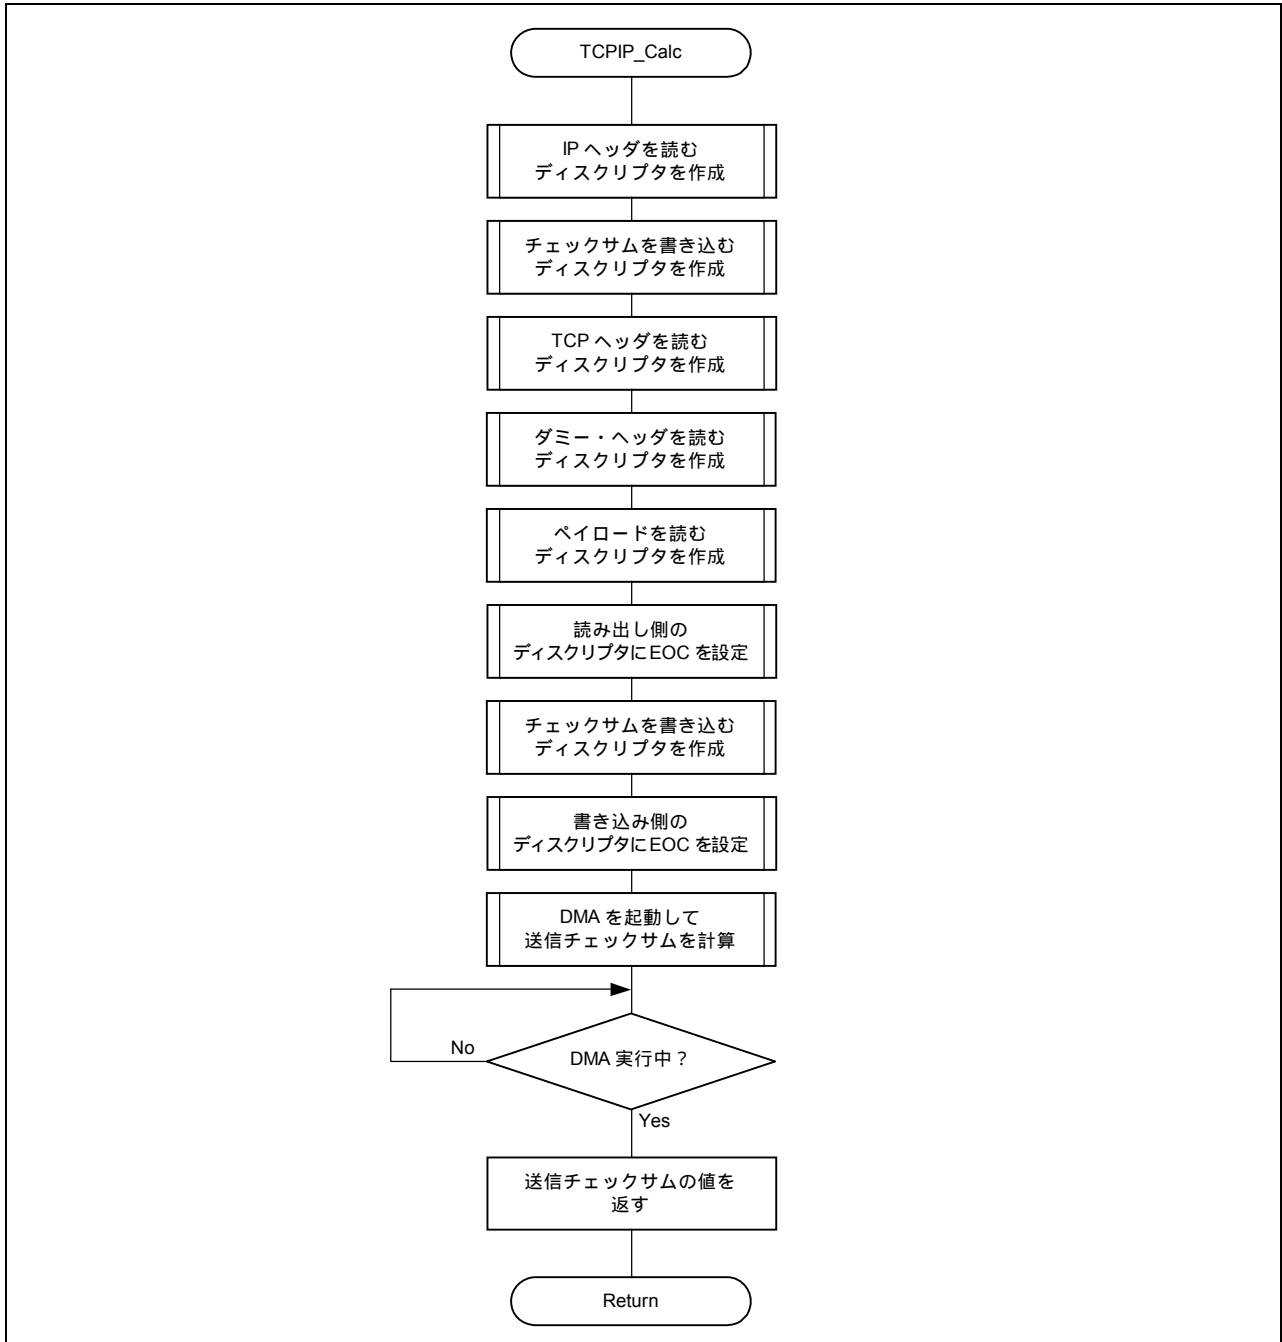 TCPIP_Calc
IP ヘッダを読む
ディスクリプタを作成
チェックサムを書き込む
ディスクリプタを作成
TCP ヘッダを読む
ディスクリプタを作成
ダミー・ヘッダを読む
ディスクリプタを作成
ペイロードを読む
ディスクリプタを作成
読み出し側の
ディスクリプタにEOC を設定
チェックサムを書き込む
ディスクリプタを作成
書き込み側の
ディスクリプタにEOC を設定
DMA を起動して
送信チェックサムを計算
No
DMA 実行中？
Yes
送信チェックサムの値を
返す
Return